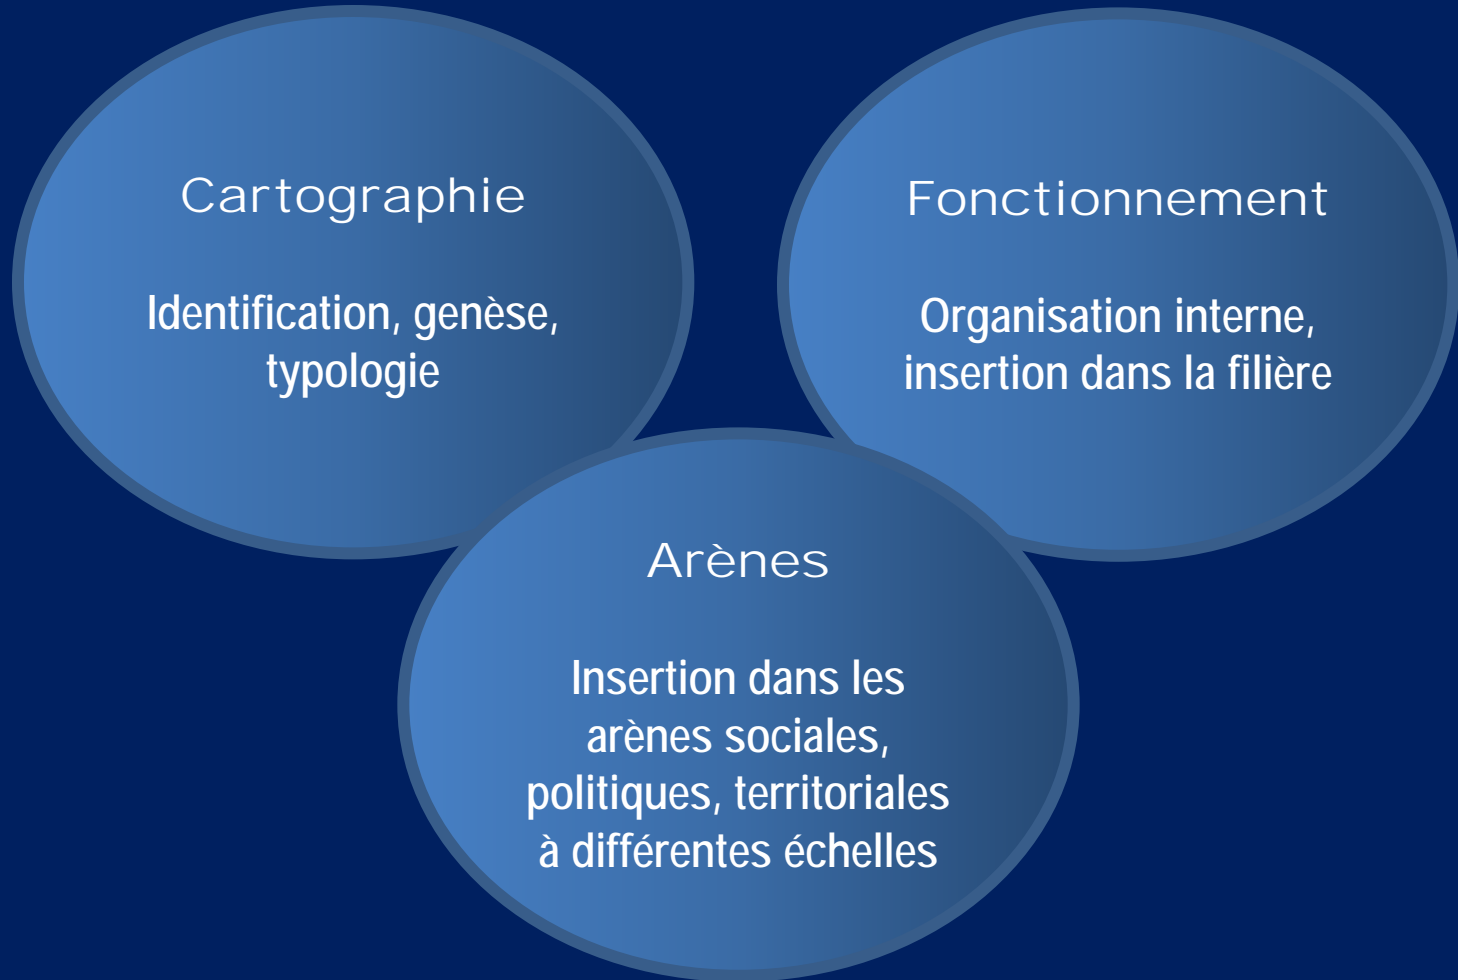 Cartographie
Identification, genèse,
typologie
Fonctionnement
Organisation interne,
insertion dans la filière
Arènes
Insertion dans les
arènes sociales,
politiques, territoriales
à différentes échelles